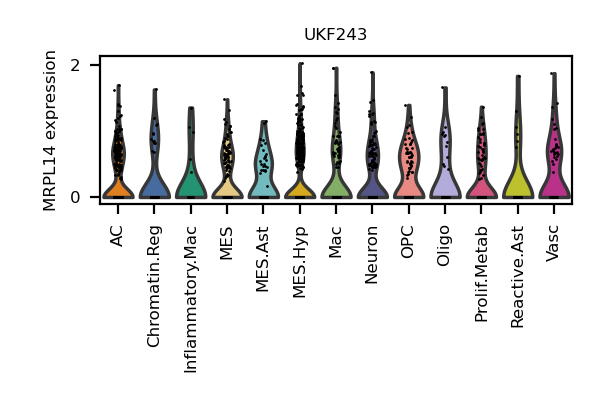 UKF243
MRPL14 expression
2
0
AC
Chromatin.Reg
Inflammatory.Mac
MES
MES.Ast
MES.Hyp
Mac
Neuron
OPC
Oligo
Prolif.Metab
Reactive.Ast
Vasc